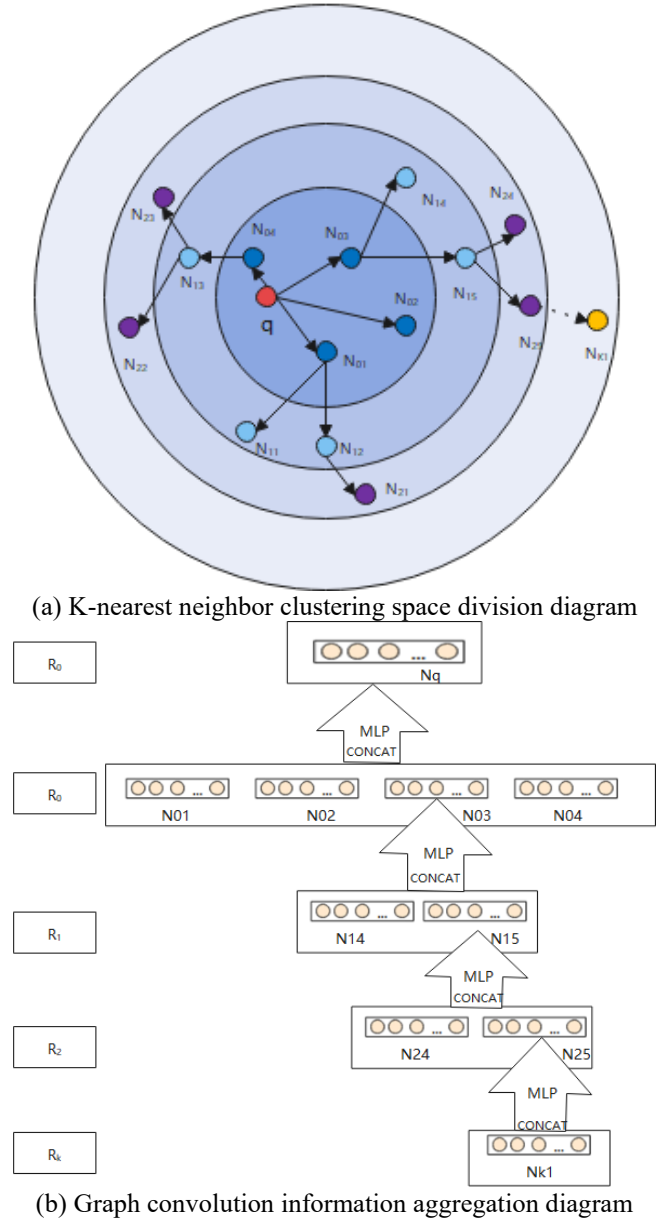 N₂₄
N₁₄
N₂₃
N₀₄
N₀₃
N₁₃
N₁₅
N₀₂
q
N₂₅
N₀₁
N_K1
N₂₂
N₁₁
N₁₂
N₂₁
(a) K-nearest neighbor clustering space division diagram
R₀
...
Nq
MLP
CONCAT
R₀
... ... ... ...
N01 N02 N03 N04
MLP
CONCAT
R₁
... ...
N14 N15
MLP
CONCAT
R₂
... ...
N24 N25
MLP
CONCAT
R_k
...
Nk1
(b) Graph convolution information aggregation diagram